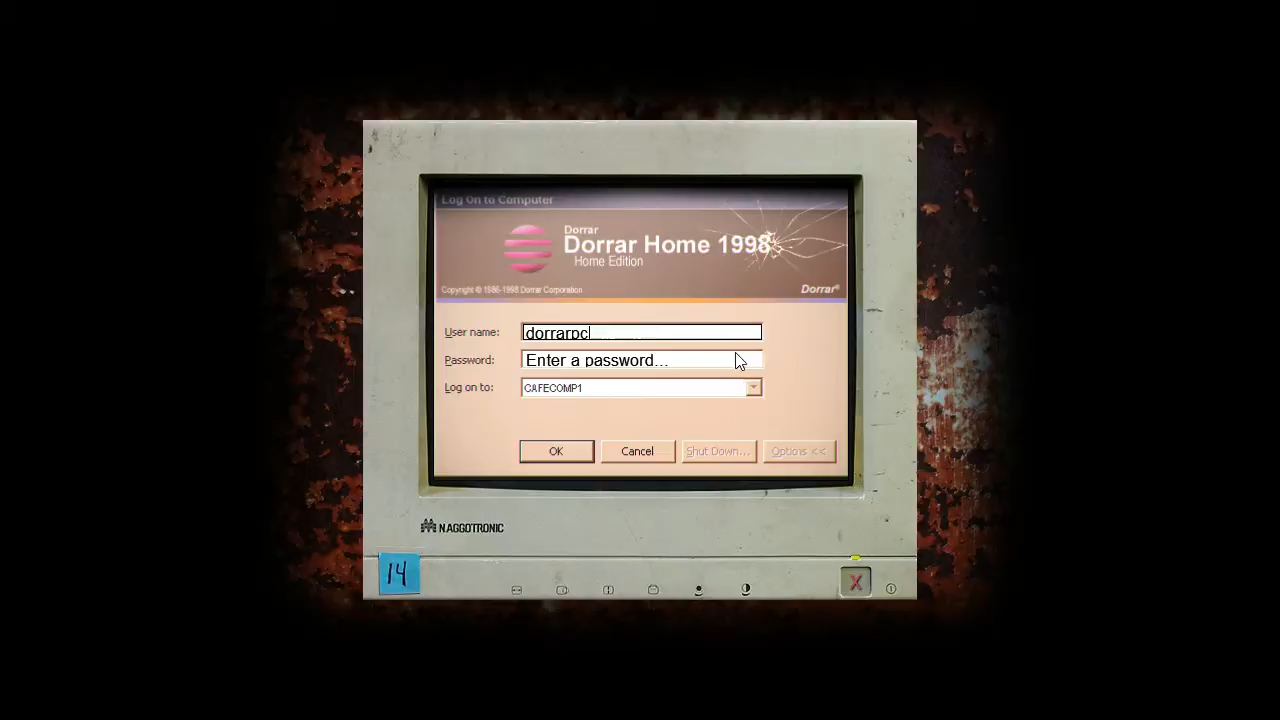 Log On to Computer
Dorrar
Dorrar Home 1998
Home Edition
Copyright © 1986-1998 Dorrar Corporation
Dorrar®
User name:
dorrarpc
Password:
Enter a password...
Log on to:
CAFECOMP1
OK
Cancel
Shut Down...
Options <<
NAGGOTRONIC
14
X